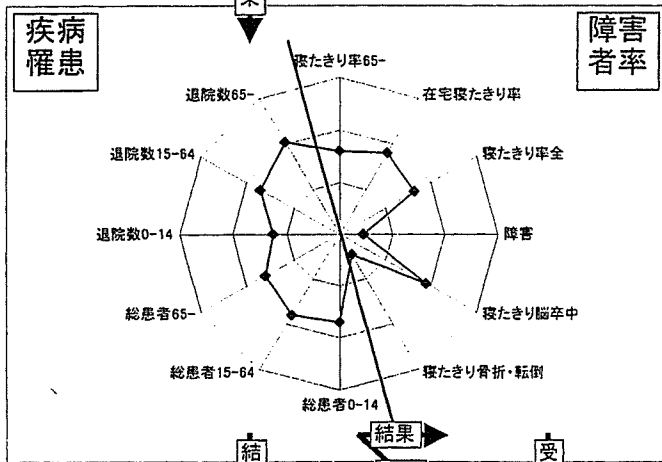 疾病
罹患
障害
者率
寝たきり率65-
退院数65-
在宅寝たきり率
退院数15-64
寝たきり率全
退院数0-14
障害
総患者65-
寝たきり脳卒中
総患者15-64
寝たきり骨折・転倒
総患者0-14
結果
結
受